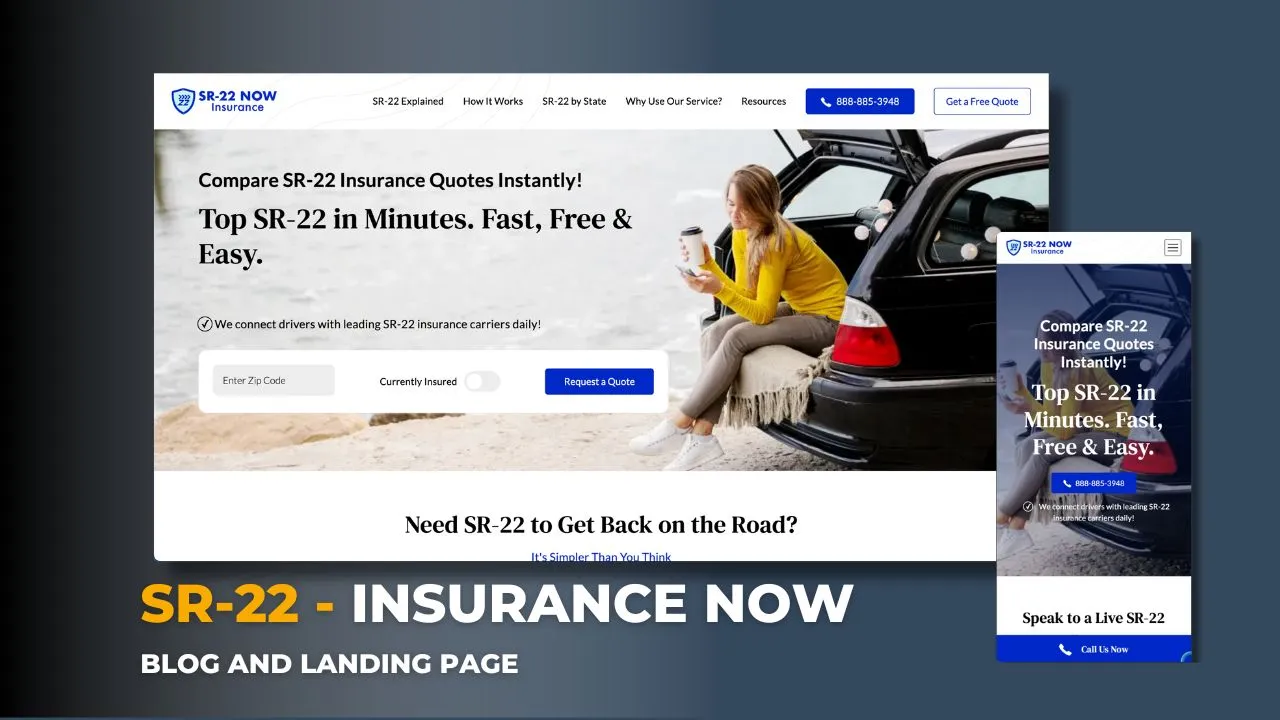 SR-22 NOW
Insurance
SR-22 Explained
How It Works
SR-22 by State
Why Use Our Service?
Resources
888-885-3948
Get a Free Quote
Compare SR-22 Insurance Quotes Instantly!
Top SR-22 in Minutes. Fast, Free &
Easy.
We connect drivers with leading SR-22 insurance carriers daily!
Enter Zip Code
Currently Insured
Request a Quote
Need SR-22 to Get Back on the Road?
It's Simpler Than You Think
SR-22 NOW
Insurance
Compare SR-22
Insurance Quotes
Instantly!
Top SR-22 in
Minutes. Fast,
Free & Easy.
888-885-3948
We connect drivers with leading SR-22
insurance carriers daily!
Speak to a Live SR-22
Call Us Now
SR-22 - INSURANCE NOW
BLOG AND LANDING PAGE